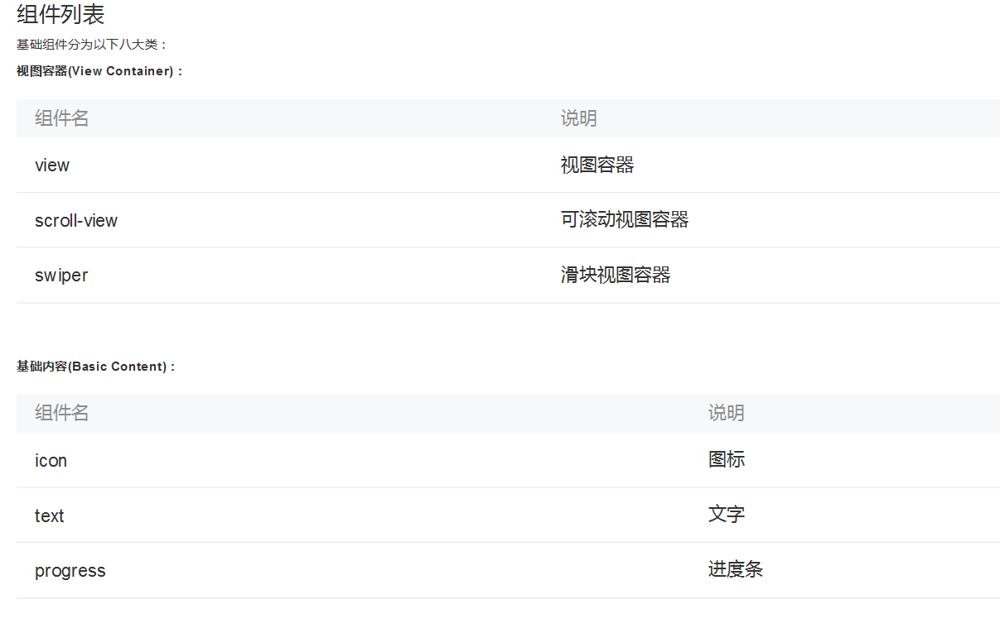 组件列表
基础组件分为以下八大类：
视图容器(View Container)：
组件名 说明
view 视图容器
scroll-view 可滚动视图容器
swiper 滑块视图容器
基础内容(Basic Content)：
组件名 说明
icon 图标
text 文字
progress 进度条